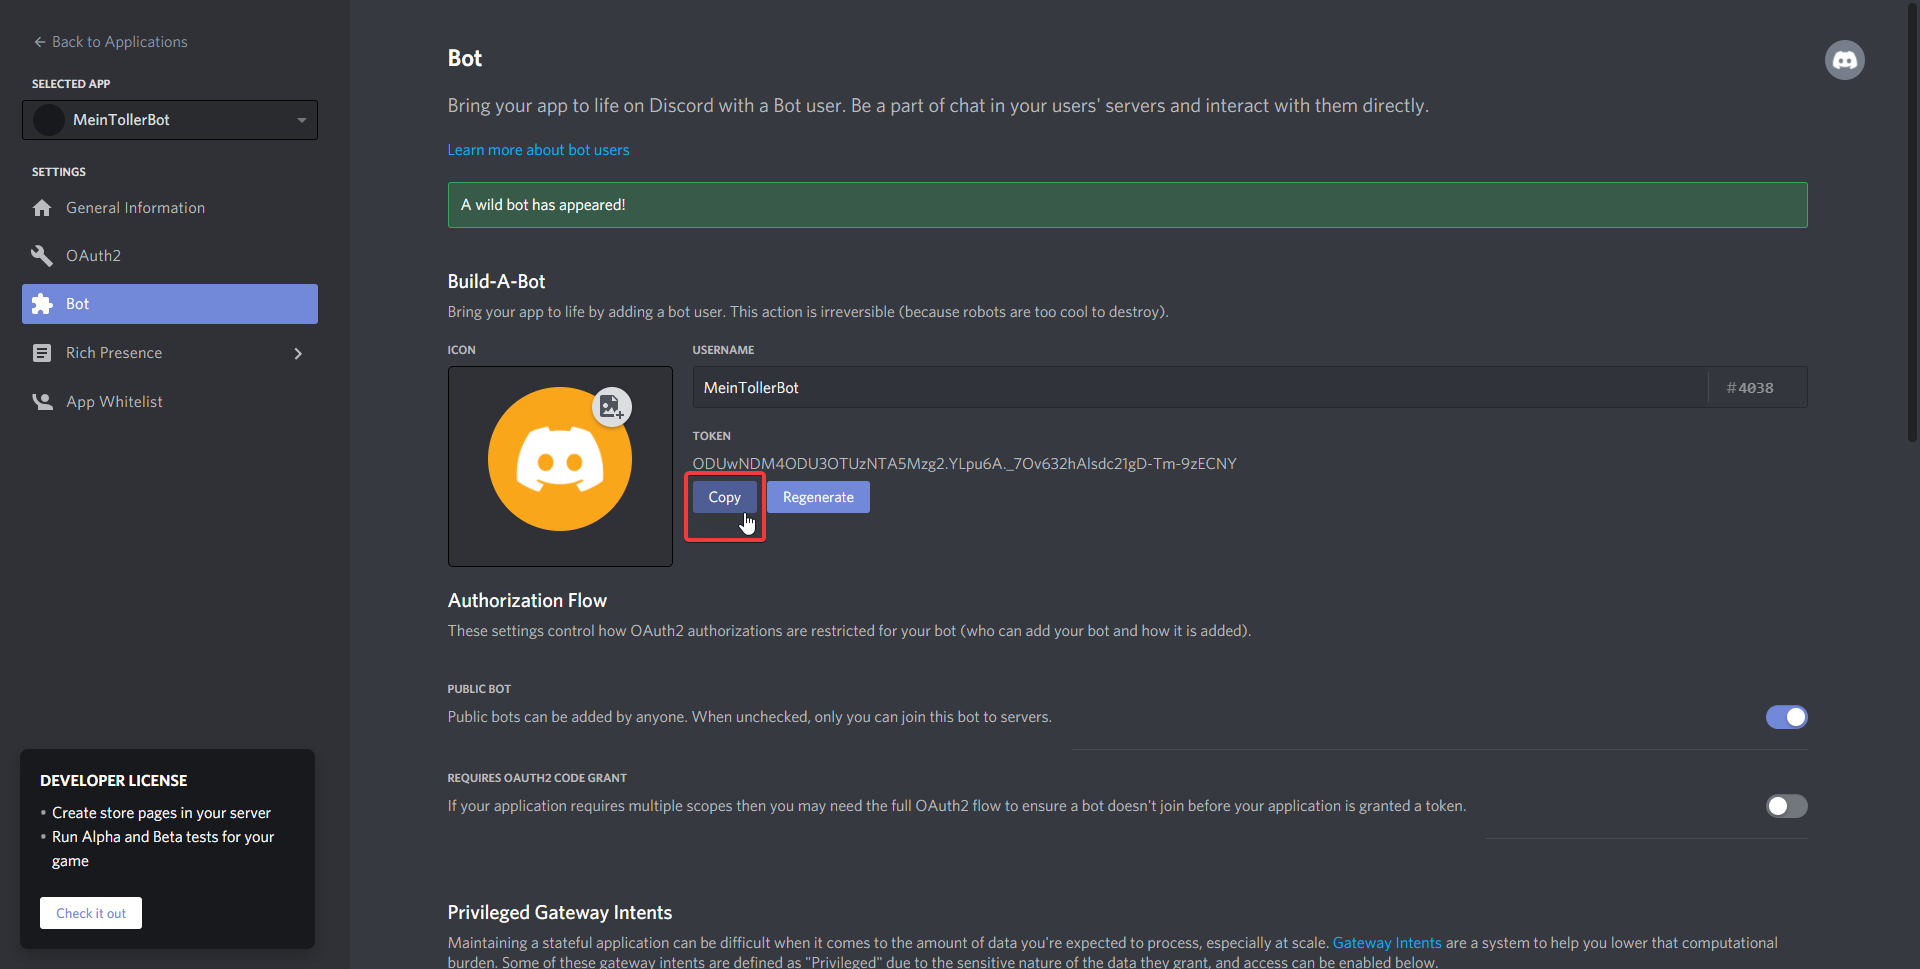 ← Back to Applications
SELECTED APP
MeinTollerBot
SETTINGS
General Information
OAuth2
Bot
Rich Presence
App Whitelist
DEVELOPER LICENSE
• Create store pages in your server
• Run Alpha and Beta tests for your
game
Check it out
Bot
Bring your app to life on Discord with a Bot user. Be a part of chat in your users' servers and interact with them directly.
Learn more about bot users
A wild bot has appeared!
Build-A-Bot
Bring your app to life by adding a bot user. This action is irreversible (because robots are too cool to destroy).
ICON
USERNAME
MeinTollerBot
#4038
TOKEN
ODUwNDM4ODU3OTUzNTA5Mzg2.YLpu6A._7Ov632hAlsdc21gD-Tm-9zECNY
Copy
Regenerate
Authorization Flow
These settings control how OAuth2 authorizations are restricted for your bot (who can add your bot and how it is added).
PUBLIC BOT
Public bots can be added by anyone. When unchecked, only you can join this bot to servers.
REQUIRES OAUTH2 CODE GRANT
If your application requires multiple scopes then you may need the full OAuth2 flow to ensure a bot doesn't join before your application is granted a token.
Privileged Gateway Intents
Maintaining a stateful application can be difficult when it comes to the amount of data you're expected to process, especially at scale. Gateway Intents are a system to help you lower that computational
burden. Some of these gateway intents are defined as "Privileged" due to the sensitive nature of the data they grant, and access can be enabled below.